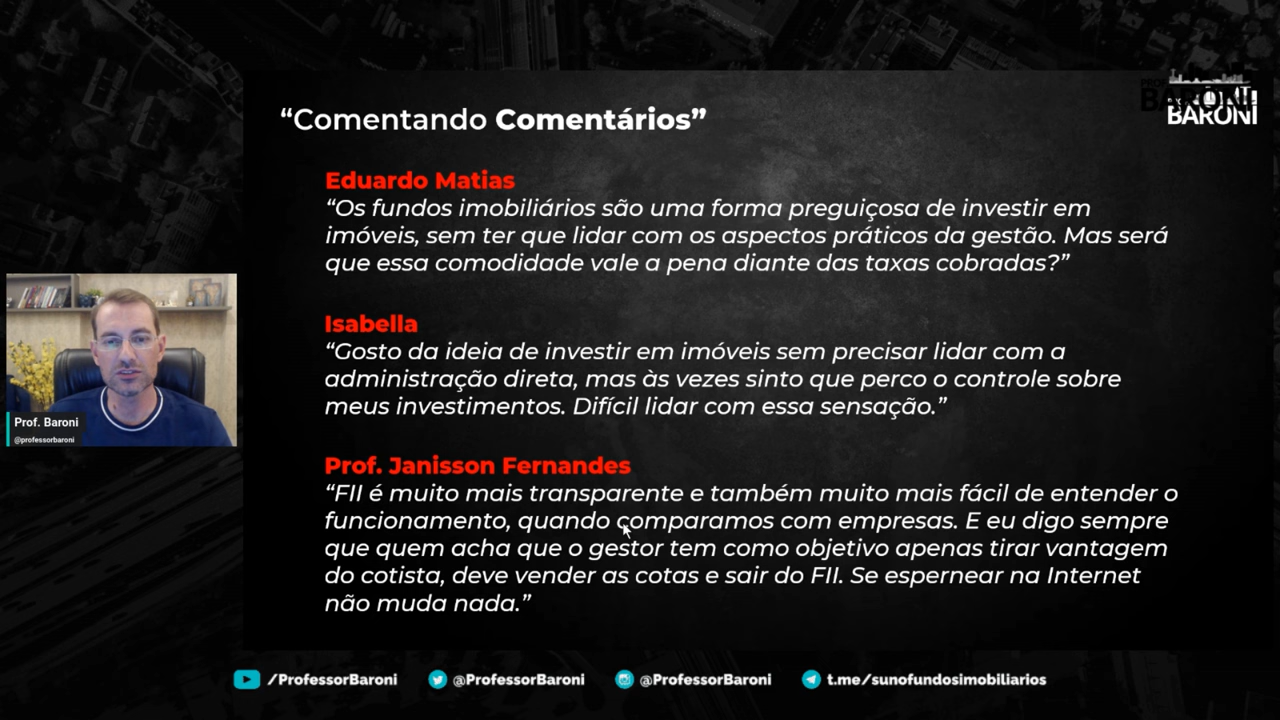 “Comentando Comentários”
BARONI
BARONI
Eduardo Matias
“Os fundos imobiliários são uma forma preguiçosa de investir em
imóveis, sem ter que lidar com os aspectos práticos da gestão. Mas será
que essa comodidade vale a pena diante das taxas cobradas?”
Isabella
“Gosto da ideia de investir em imóveis sem precisar lidar com a
administração direta, mas às vezes sinto que perco o controle sobre
meus investimentos. Difícil lidar com essa sensação.”
Prof. Baroni
@professorbaroni
Prof. Janisson Fernandes
“FII é muito mais transparente e também muito mais fácil de entender o
funcionamento, quando comparamos com empresas. E eu digo sempre
que quem acha que o gestor tem como objetivo apenas tirar vantagem
do cotista, deve vender as cotas e sair do FII. Se espernear na Internet
não muda nada.”
/ProfessorBaroni
@ProfessorBaroni
@ProfessorBaroni
t.me/sunofundosimobiliarios